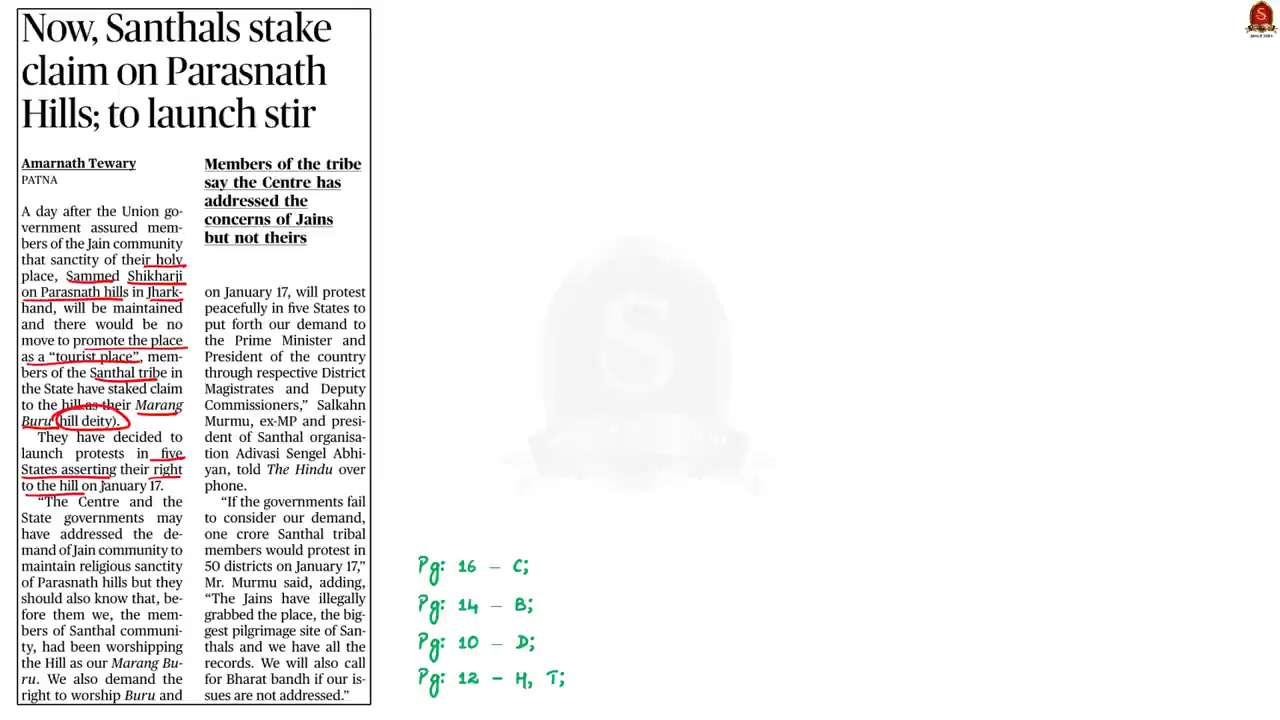 Now, Santhals stake
claim on Parasnath
Hills; to launch stir
Amarnath Tewary
PATNA
A day after the Union go-
vernment assured mem-
bers of the Jain community
that sanctity of their holy
place, Sammed Shikharji
on Parasnath hills in Jhark-
hand, will be maintained
and there would be no
move to promote the place
as a “tourist place”, mem-
bers of the Santhal tribe in
the State have staked claim
to the hill as their Marang
Buru (hill deity).
They have decided to
launch protests in five
States asserting their right
to the hill on January 17.
“The Centre and the
State governments may
have addressed the de-
mand of Jain community to
maintain religious sanctity
of Parasnath hills but they
should also know that, be-
fore them we, the mem-
bers of Santhal communi-
ty, had been worshipping
the Hill as our Marang Bu-
ru. We also demand the
right to worship Buru and
Members of the tribe
say the Centre has
addressed the
concerns of Jains
but not theirs
on January 17, will protest
peacefully in five States to
put forth our demand to
the Prime Minister and
President of the country
through respective District
Magistrates and Deputy
Commissioners,” Salkahn
Murmu, ex-MP and presi-
dent of Santhal organisa-
tion Adivasi Sengel Abhi-
yan, told The Hindu over
phone.
“If the governments fail
to consider our demand,
one crore Santhal tribal
members would protest in
50 districts on January 17,”
Mr. Murmu said, adding,
“The Jains have illegally
grabbed the place, the big-
gest pilgrimage site of San-
thals and we have all the
records. We will also call
for Bharat bandh if our is-
sues are not addressed.”
Pg: 16 – C;
Pg: 14 – B;
Pg: 10 – D;
Pg: 12 – H, T;
S
S